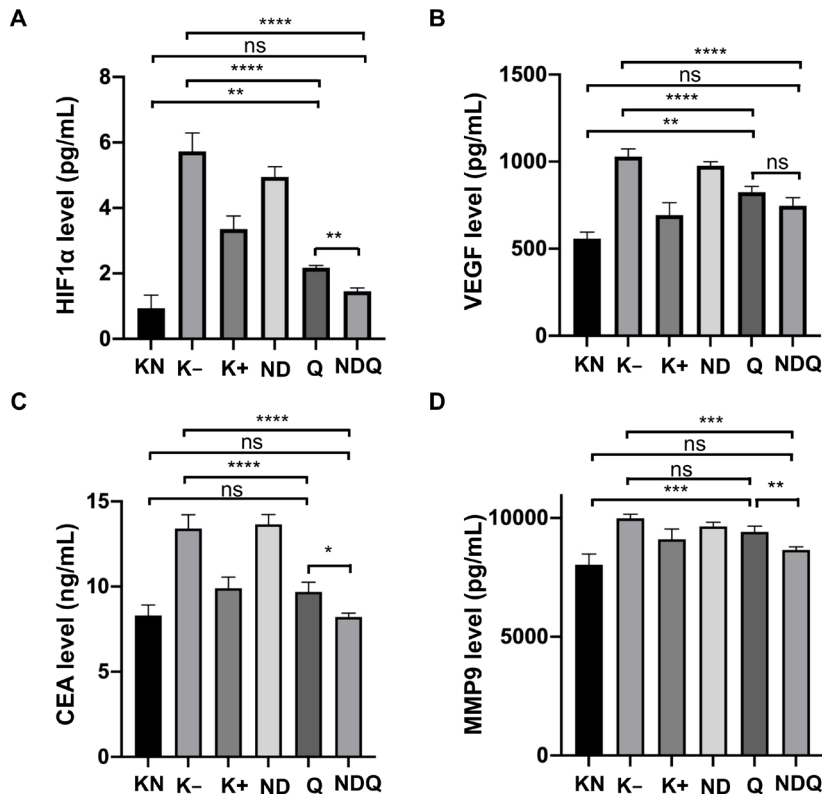 A
****
ns
****
**
8
6
4
2
0
HIF1α level (pg/mL)
**
KN K– K+ ND Q NDQ
B
****
ns
****
**
ns
1500
1000
500
0
VEGF level (pg/mL)
KN K– K+ ND Q NDQ
C
****
ns
****
ns
*
15
10
5
0
CEA level (ng/mL)
KN K– K+ ND Q NDQ
D
***
ns
ns
***
**
10000
5000
0
MMP9 level (pg/mL)
KN K– K+ ND Q NDQ